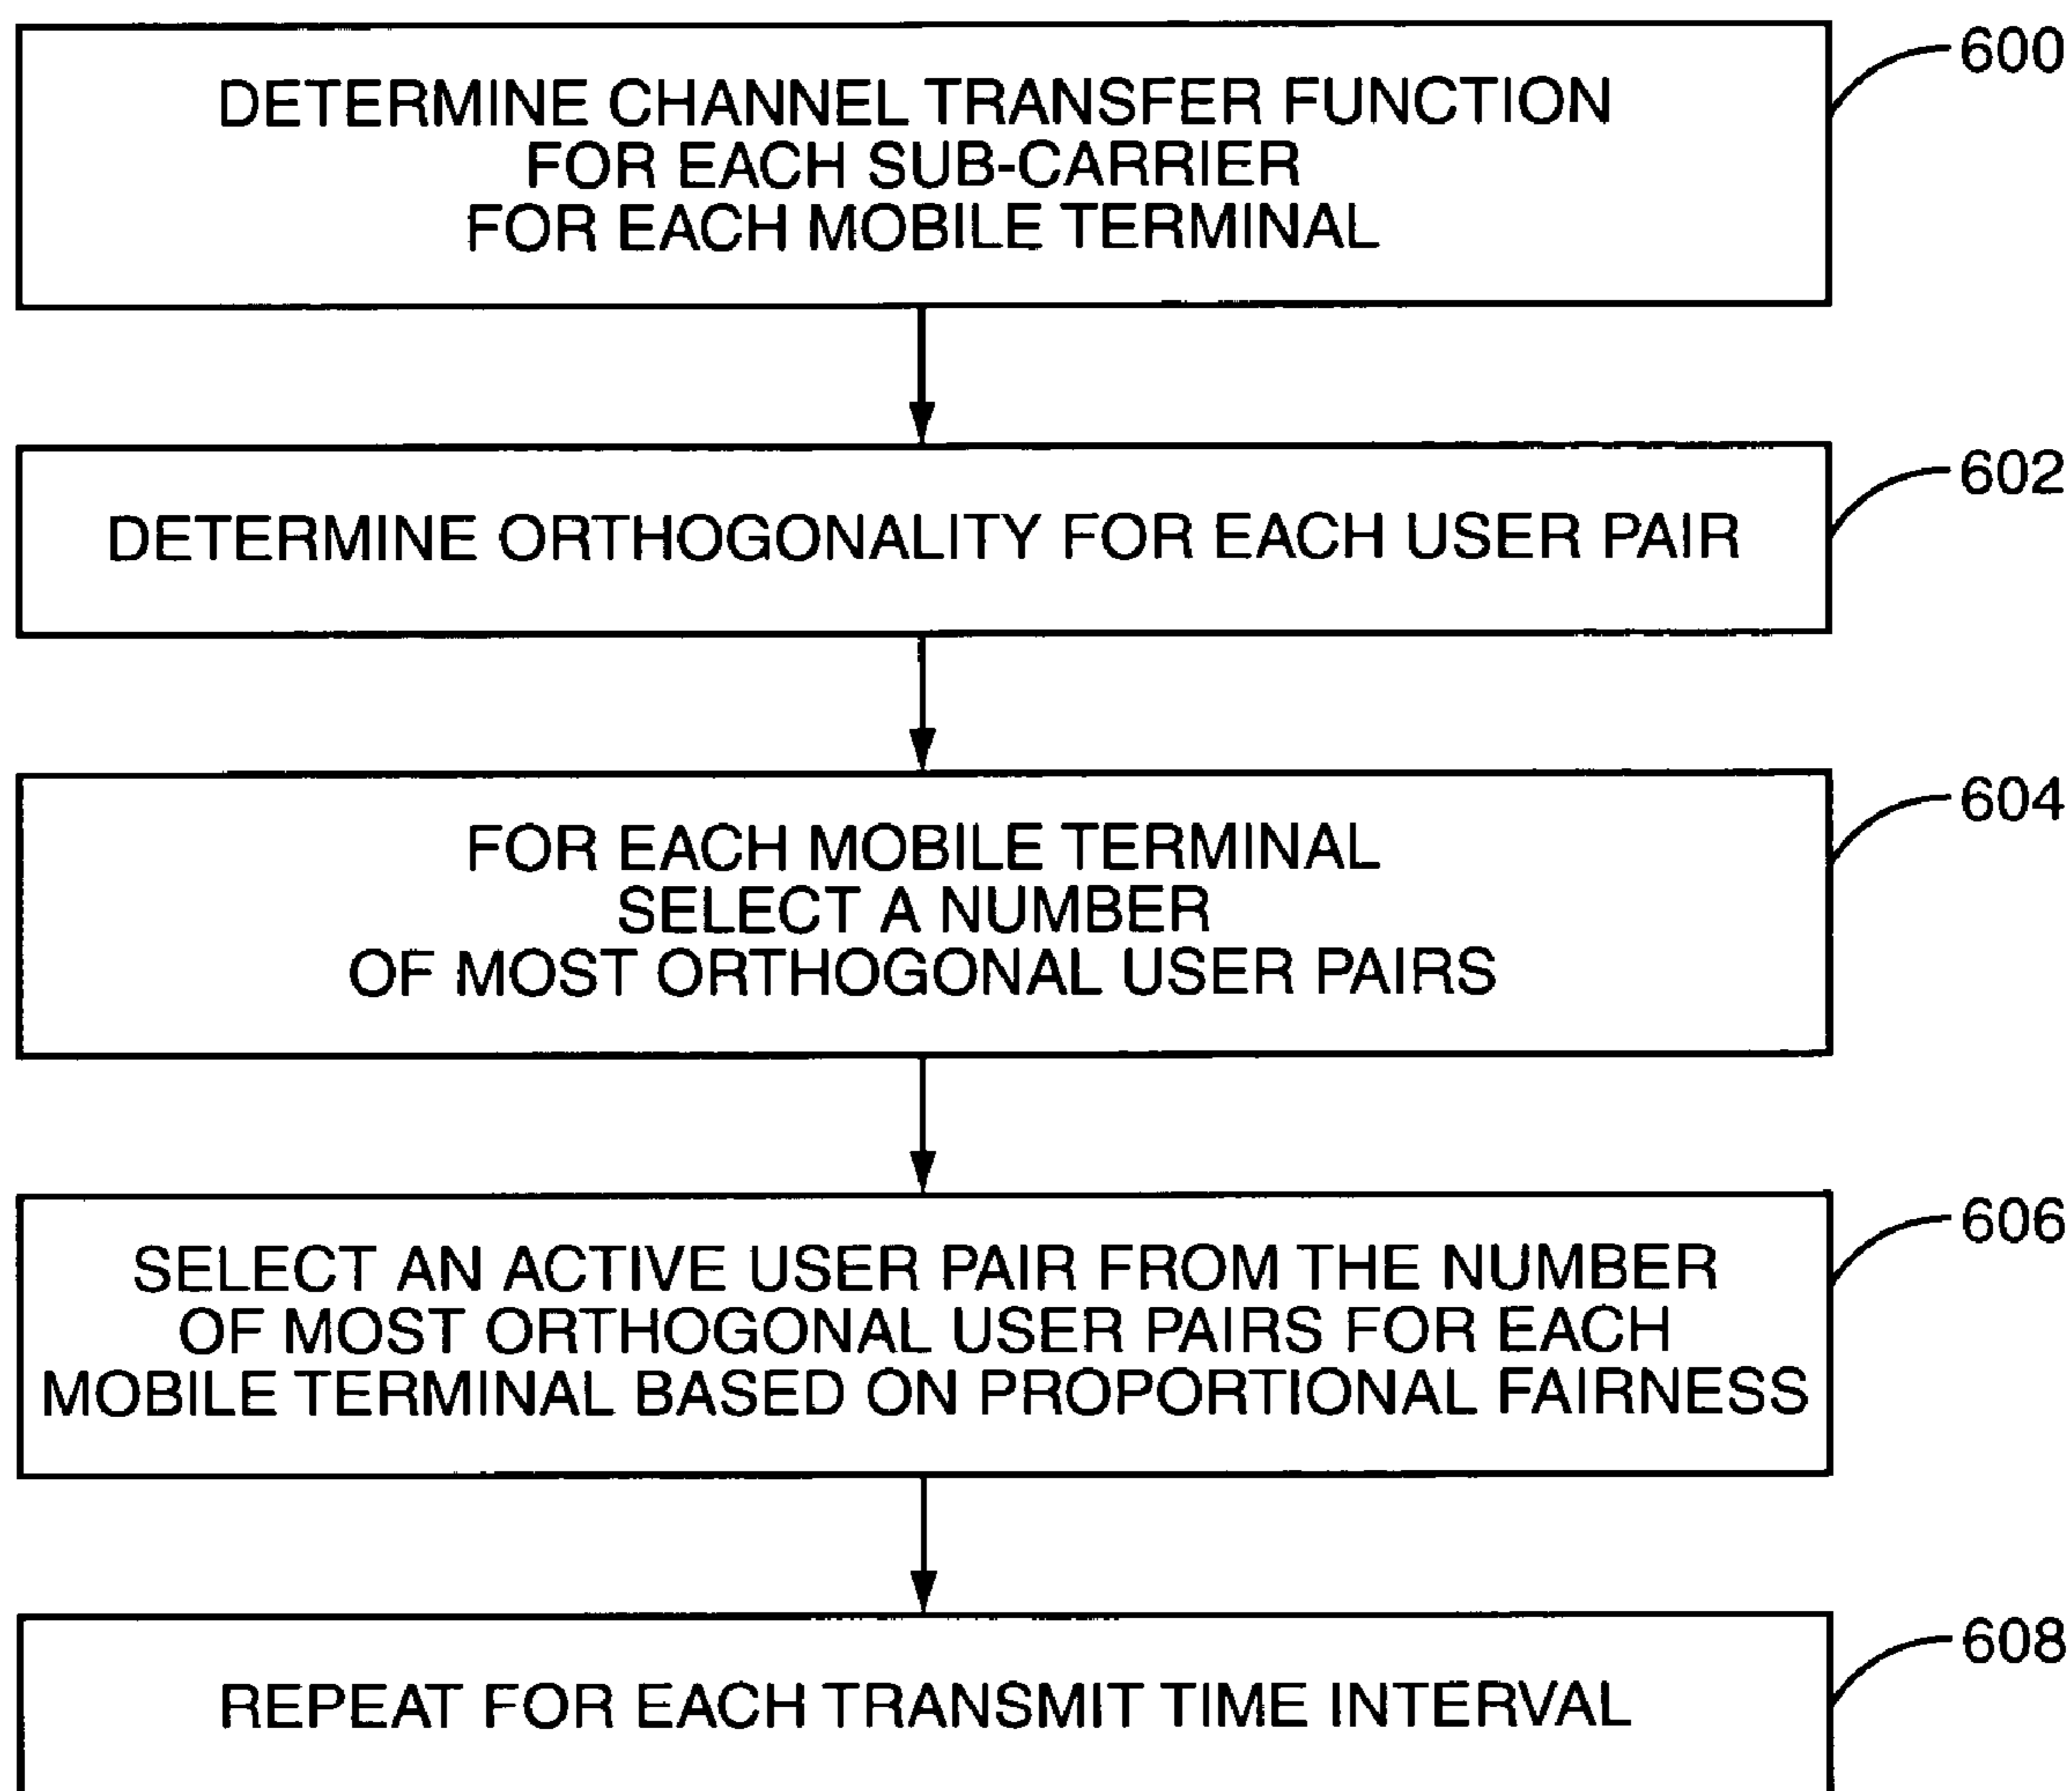 DETERMINE CHANNEL TRANSFER FUNCTION
FOR EACH SUB-CARRIER
FOR EACH MOBILE TERMINAL
600
DETERMINE ORTHOGONALITY FOR EACH USER PAIR
602
FOR EACH MOBILE TERMINAL
SELECT A NUMBER
OF MOST ORTHOGONAL USER PAIRS
604
SELECT AN ACTIVE USER PAIR FROM THE NUMBER
OF MOST ORTHOGONAL USER PAIRS FOR EACH
MOBILE TERMINAL BASED ON PROPORTIONAL FAIRNESS
606
REPEAT FOR EACH TRANSMIT TIME INTERVAL
608